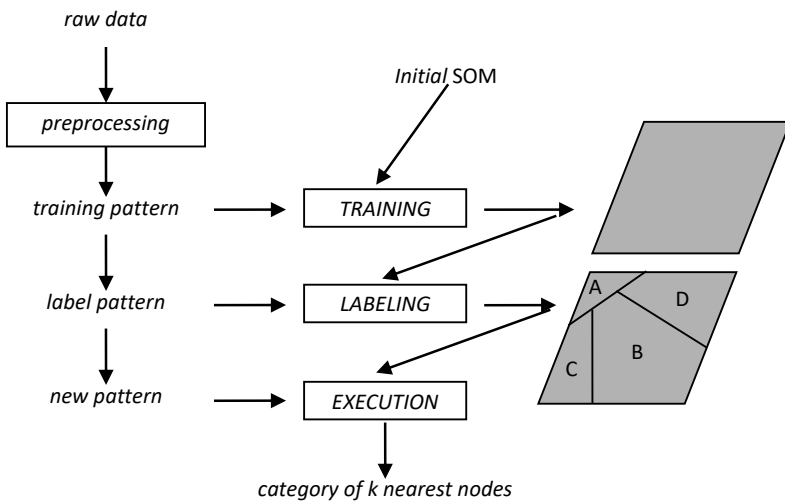 raw data
Initial SOM
preprocessing
training pattern
TRAINING
label pattern
LABELING
A
D
B
C
new pattern
EXECUTION
category of k nearest nodes